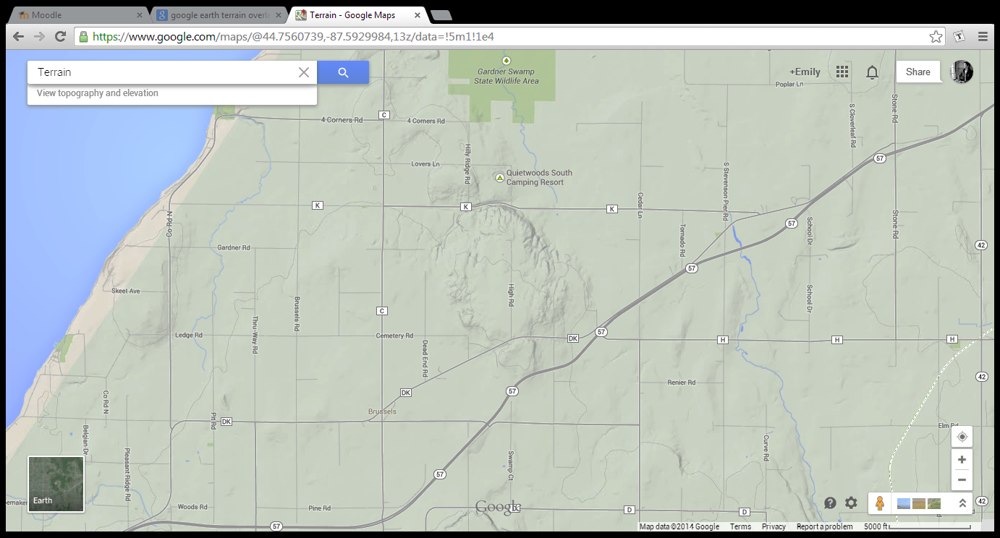 Moodle
google earth terrain overl
Terrain - Google Maps
https://www.google.com/maps/@44.7560739,-87.5929984,13z/data=!5m1!1e4
Terrain
View topography and elevation
+Emily
Share
Gardner Swamp
State Wildlife Area
Poplar Ln
C
4 Corners Rd
4 Corners Rd
S Cloverleaf Rd
Stone Rd
57
Hilly Ridge Rd
Lovers Ln
Quietwoods South
Camping Resort
S Stevenson Pier Rd
Cedar Ln
K
K
K
Co Rd N
57
Tornado Rd
School Dr
Stone Rd
42
Gardner Rd
57
Skeet Ave
High Rd
School Dr
Brussels Rd
C
Thru-Way Rd
Ledge Rd
Cemetery Rd
57
DK
H
H
H
Dead End Rd
42
Renier Rd
DK
57
Co Rd N
Brussels
Pit Rd
DK
Elm Rd
Belgian Dr
Pleasant Ridge Rd
Curve Rd
Swamp Ct
57
Earth
eemaker
Woods Rd
Pine Rd
Google
D
D
42
57
Map data ©2014 Google
Terms
Privacy
Report a problem
5000 ft